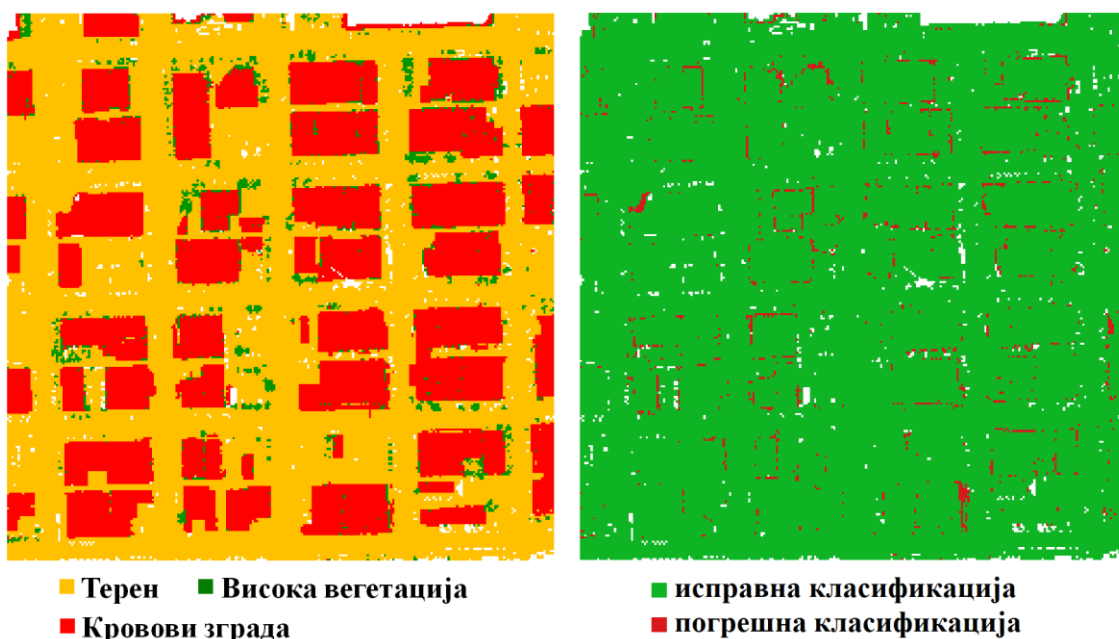 Терен Висока вегетација
Кровови зграда
исправна класификација
погрешна класификација